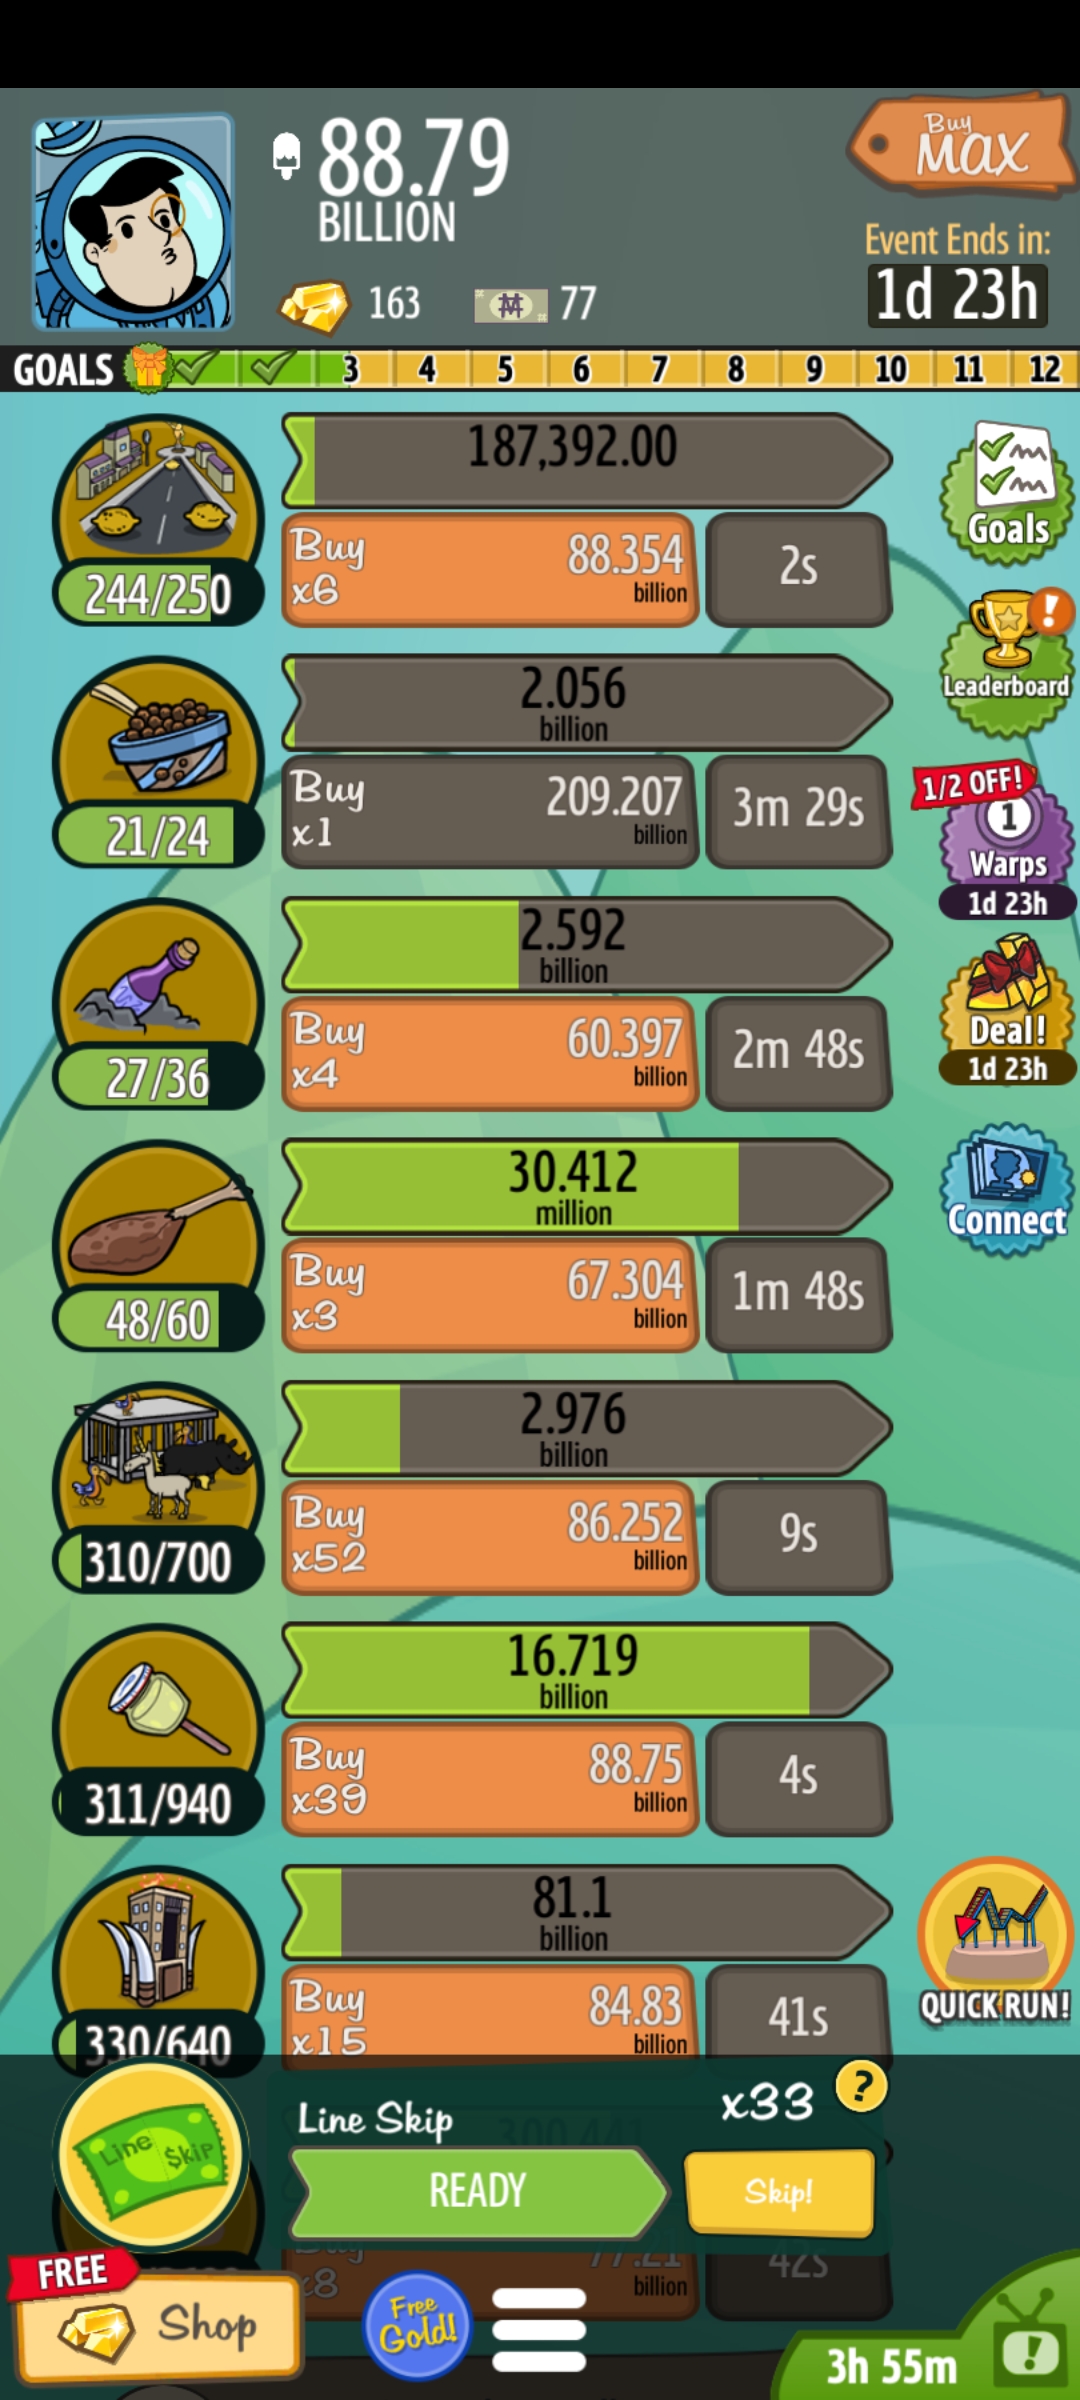 88.79
BILLION
Buy
MAX
Event Ends in:
1d 23h
163
77
GOALS 3 4 5 6 7 8 9 10 11 12
187,392.00
Buy
x6
88.354
billion
2s
244/250
Goals
2.056
billion
Buy
x1
209.207
billion
3m 29s
21/24
Leaderboard
1/2 OFF!
1
Warps
1d 23h
2.592
billion
Buy
x4
60.397
billion
2m 48s
27/36
Deal!
1d 23h
30.412
million
Buy
x3
67.304
billion
1m 48s
48/60
Connect
2.976
billion
Buy
x52
86.252
billion
9s
310/700
16.719
billion
Buy
x39
88.75
billion
4s
311/940
81.1
billion
Buy
x15
84.83
billion
41s
330/640
QUICK RUN!
Line Skip
x33
?
Line $kip
READY
Skip!
Buy
x8
77.21
billion
42s
FREE
Shop
Free
Gold!
3h 55m
!